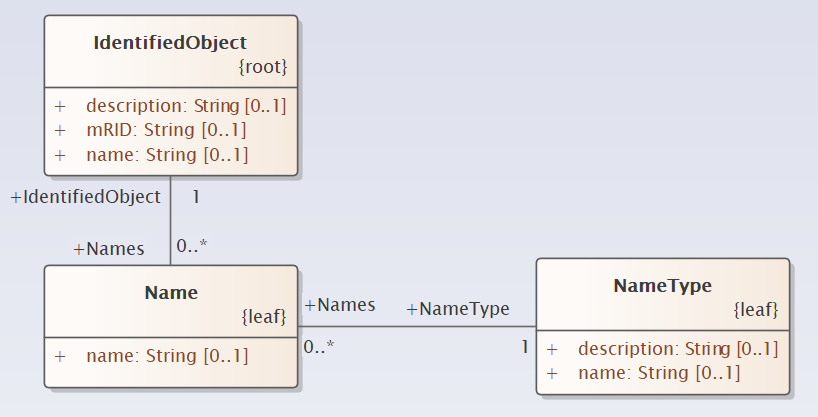 IdentifiedObject
{root}
+ description: String [0..1]
+ mRID: String [0..1]
+ name: String [0..1]
+IdentifiedObject 1
+Names 0..*
Name
{leaf}
+ name: String [0..1]
+Names +NameType
0..* 1
NameType
{leaf}
+ description: String [0..1]
+ name: String [0..1]